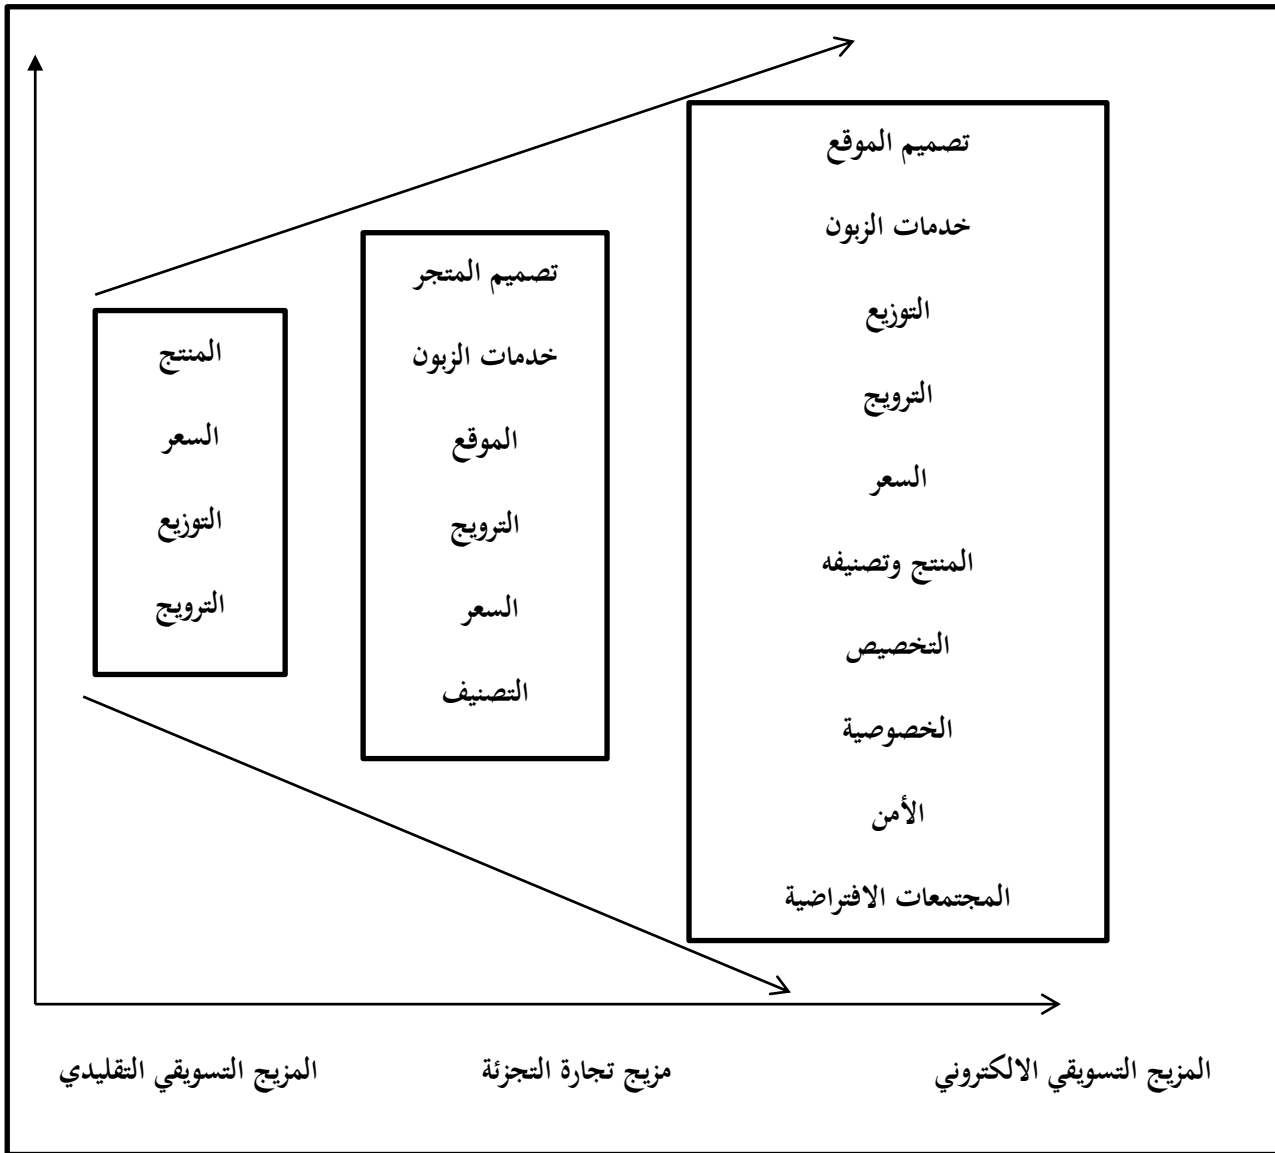 تصميم الموقع
خدمات الزبون
التوزيع
الترويج
السعر
المنتج وتصنيفه
التخصيص
الخصوصية
الأمن
المجتمعات الافتراضية
تصميم المتجر
خدمات الزبون
الموقع
الترويج
السعر
التصنيف
المنتج
السعر
التوزيع
الترويج
المزيج التسويقي الالكتروني
مزيج تجارة التجزئة
المزيج التسويقي التقليدي